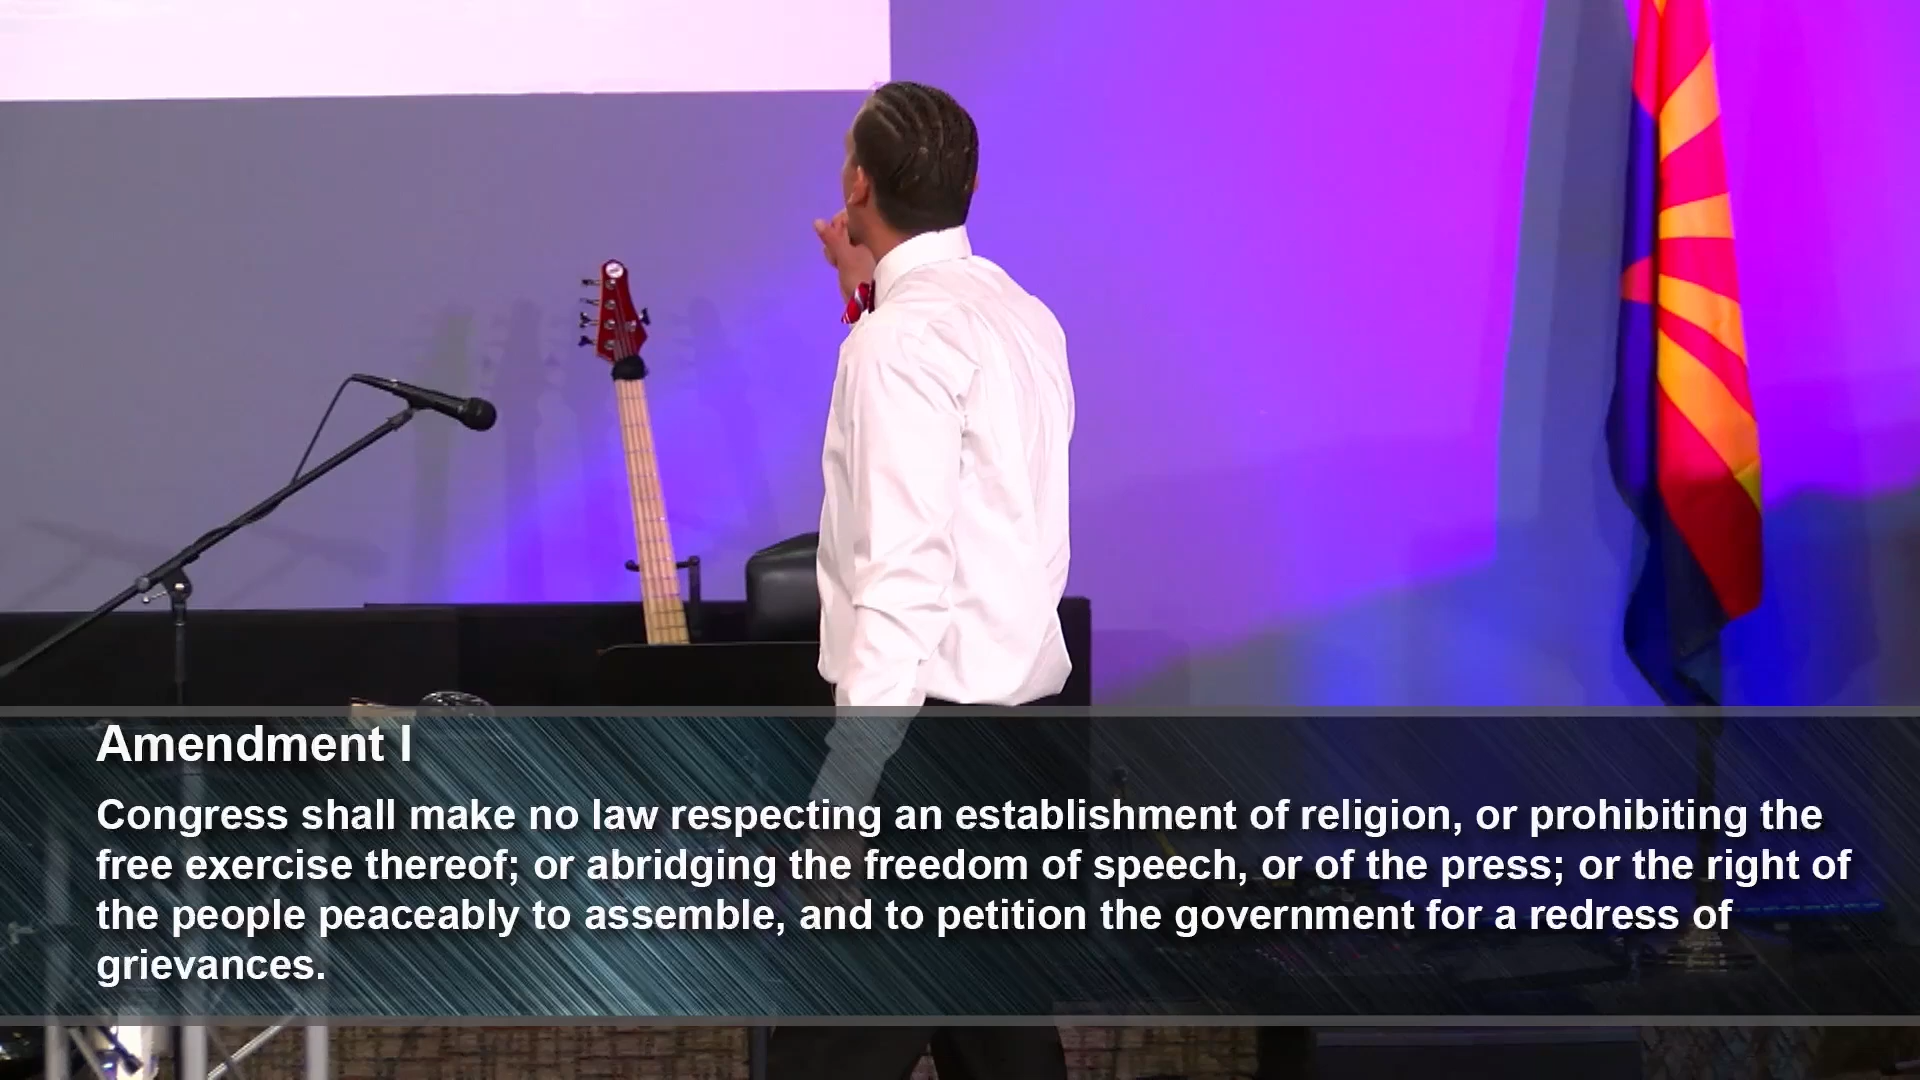 Amendment I
Congress shall make no law respecting an establishment of religion, or prohibiting the
free exercise thereof; or abridging the freedom of speech, or of the press; or the right of
the people peaceably to assemble, and to petition the government for a redress of
grievances.